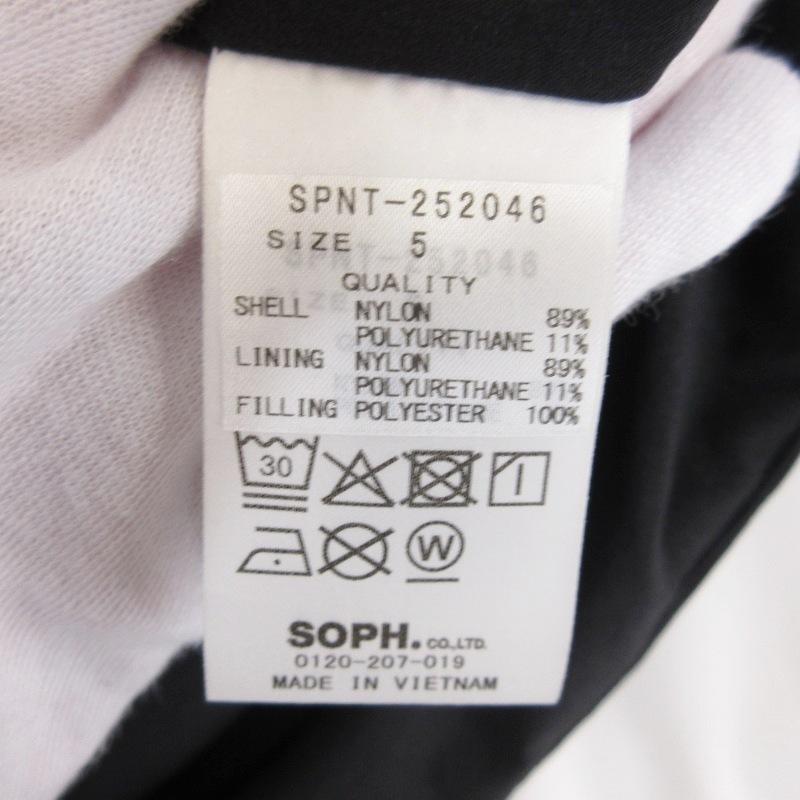 SPNT-252046
SIZE 5
QUALITY
SHELL NYLON 89%
POLYURETHANE 11%
LINING NYLON 89%
POLYURETHANE 11%
FILLING POLYESTER 100%
30
W
SOPH. CO.,LTD.
0120-207-019
MADE IN VIETNAM